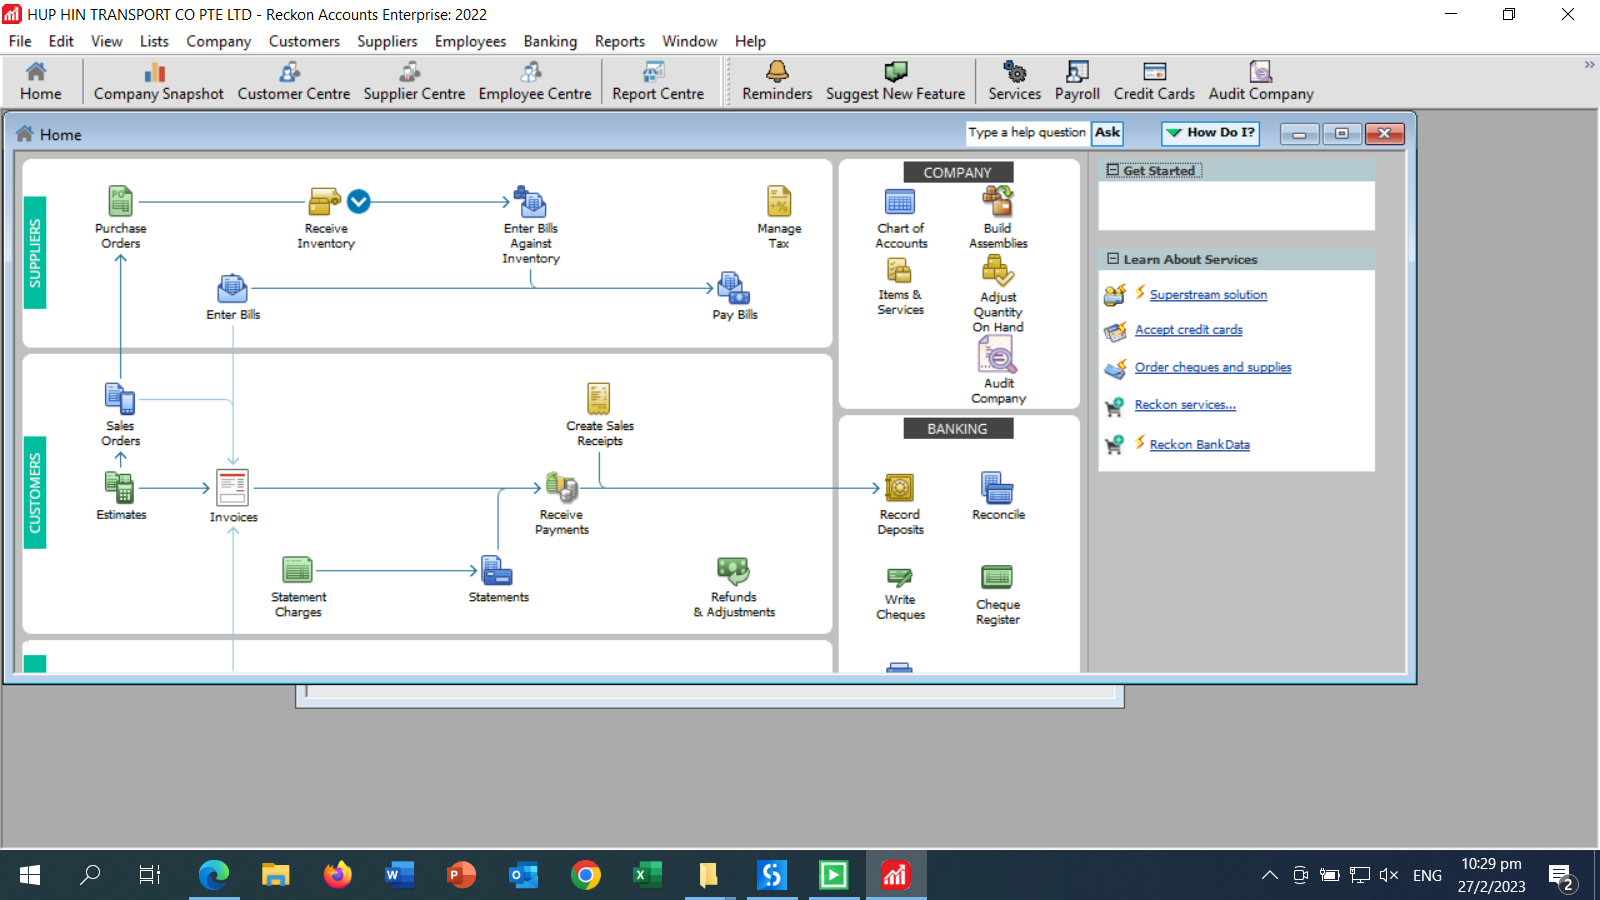 HUP HIN TRANSPORT CO PTE LTD - Reckon Accounts Enterprise: 2022
File Edit View Lists Company Customers Suppliers Employees Banking Reports Window Help
Home Company Snapshot Customer Centre Supplier Centre Employee Centre Report Centre Reminders Suggest New Feature Services Payroll Credit Cards Audit Company
Home
Type a help question Ask
How Do I?
SUPPLIERS
Purchase
Orders
Receive
Inventory
Enter Bills
Against
Inventory
Manage
Tax
Enter Bills
Pay Bills
CUSTOMERS
Sales
Orders
Create Sales
Receipts
Estimates
Invoices
Receive
Payments
Statement
Charges
Statements
Refunds
& Adjustments
COMPANY
Chart of
Accounts
Build
Assemblies
Items &
Services
Adjust
Quantity
On Hand
Audit
Company
BANKING
Record
Deposits
Reconcile
Write
Cheques
Cheque
Register
Get Started
Learn About Services
Superstream solution
Accept credit cards
Order cheques and supplies
Reckon services...
Reckon BankData
ENG
10:29 pm
27/2/2023
2